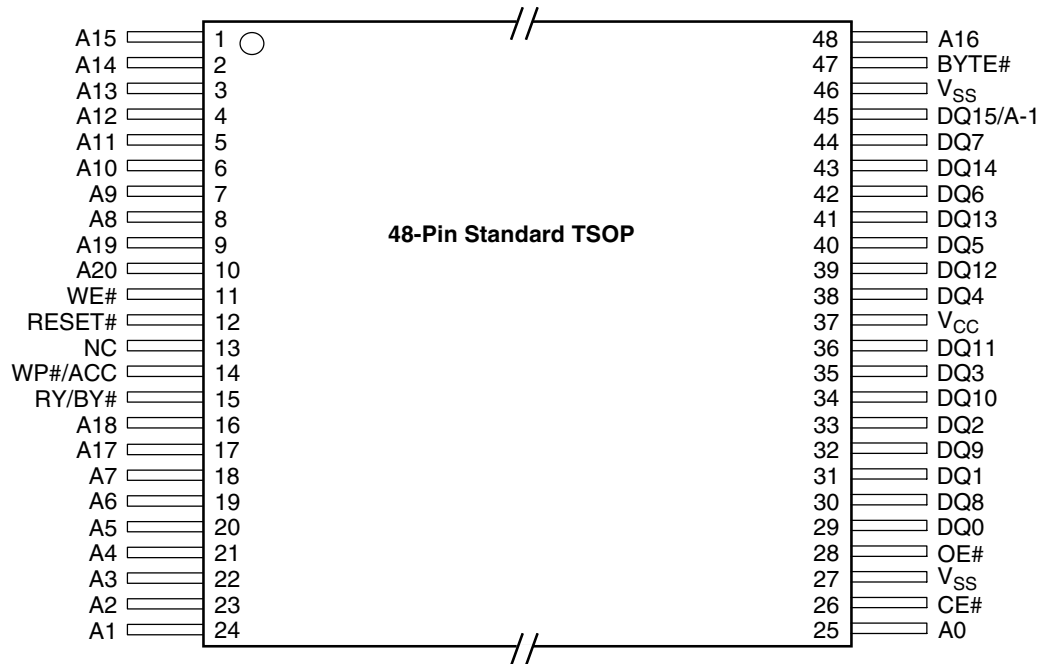 A15 1 48 A16
A14 2 47 BYTE#
A13 3 46 VSS
A12 4 45 DQ15/A-1
A11 5 44 DQ7
A10 6 43 DQ14
A9 7 42 DQ6
A8 8 41 DQ13
A19 9 48-Pin Standard TSOP 40 DQ5
A20 10 39 DQ12
WE# 11 38 DQ4
RESET# 12 37 VCC
NC 13 36 DQ11
WP#/ACC 14 35 DQ3
RY/BY# 15 34 DQ10
A18 16 33 DQ2
A17 17 32 DQ9
A7 18 31 DQ1
A6 19 30 DQ8
A5 20 29 DQ0
A4 21 28 OE#
A3 22 27 VSS
A2 23 26 CE#
A1 24 25 A0